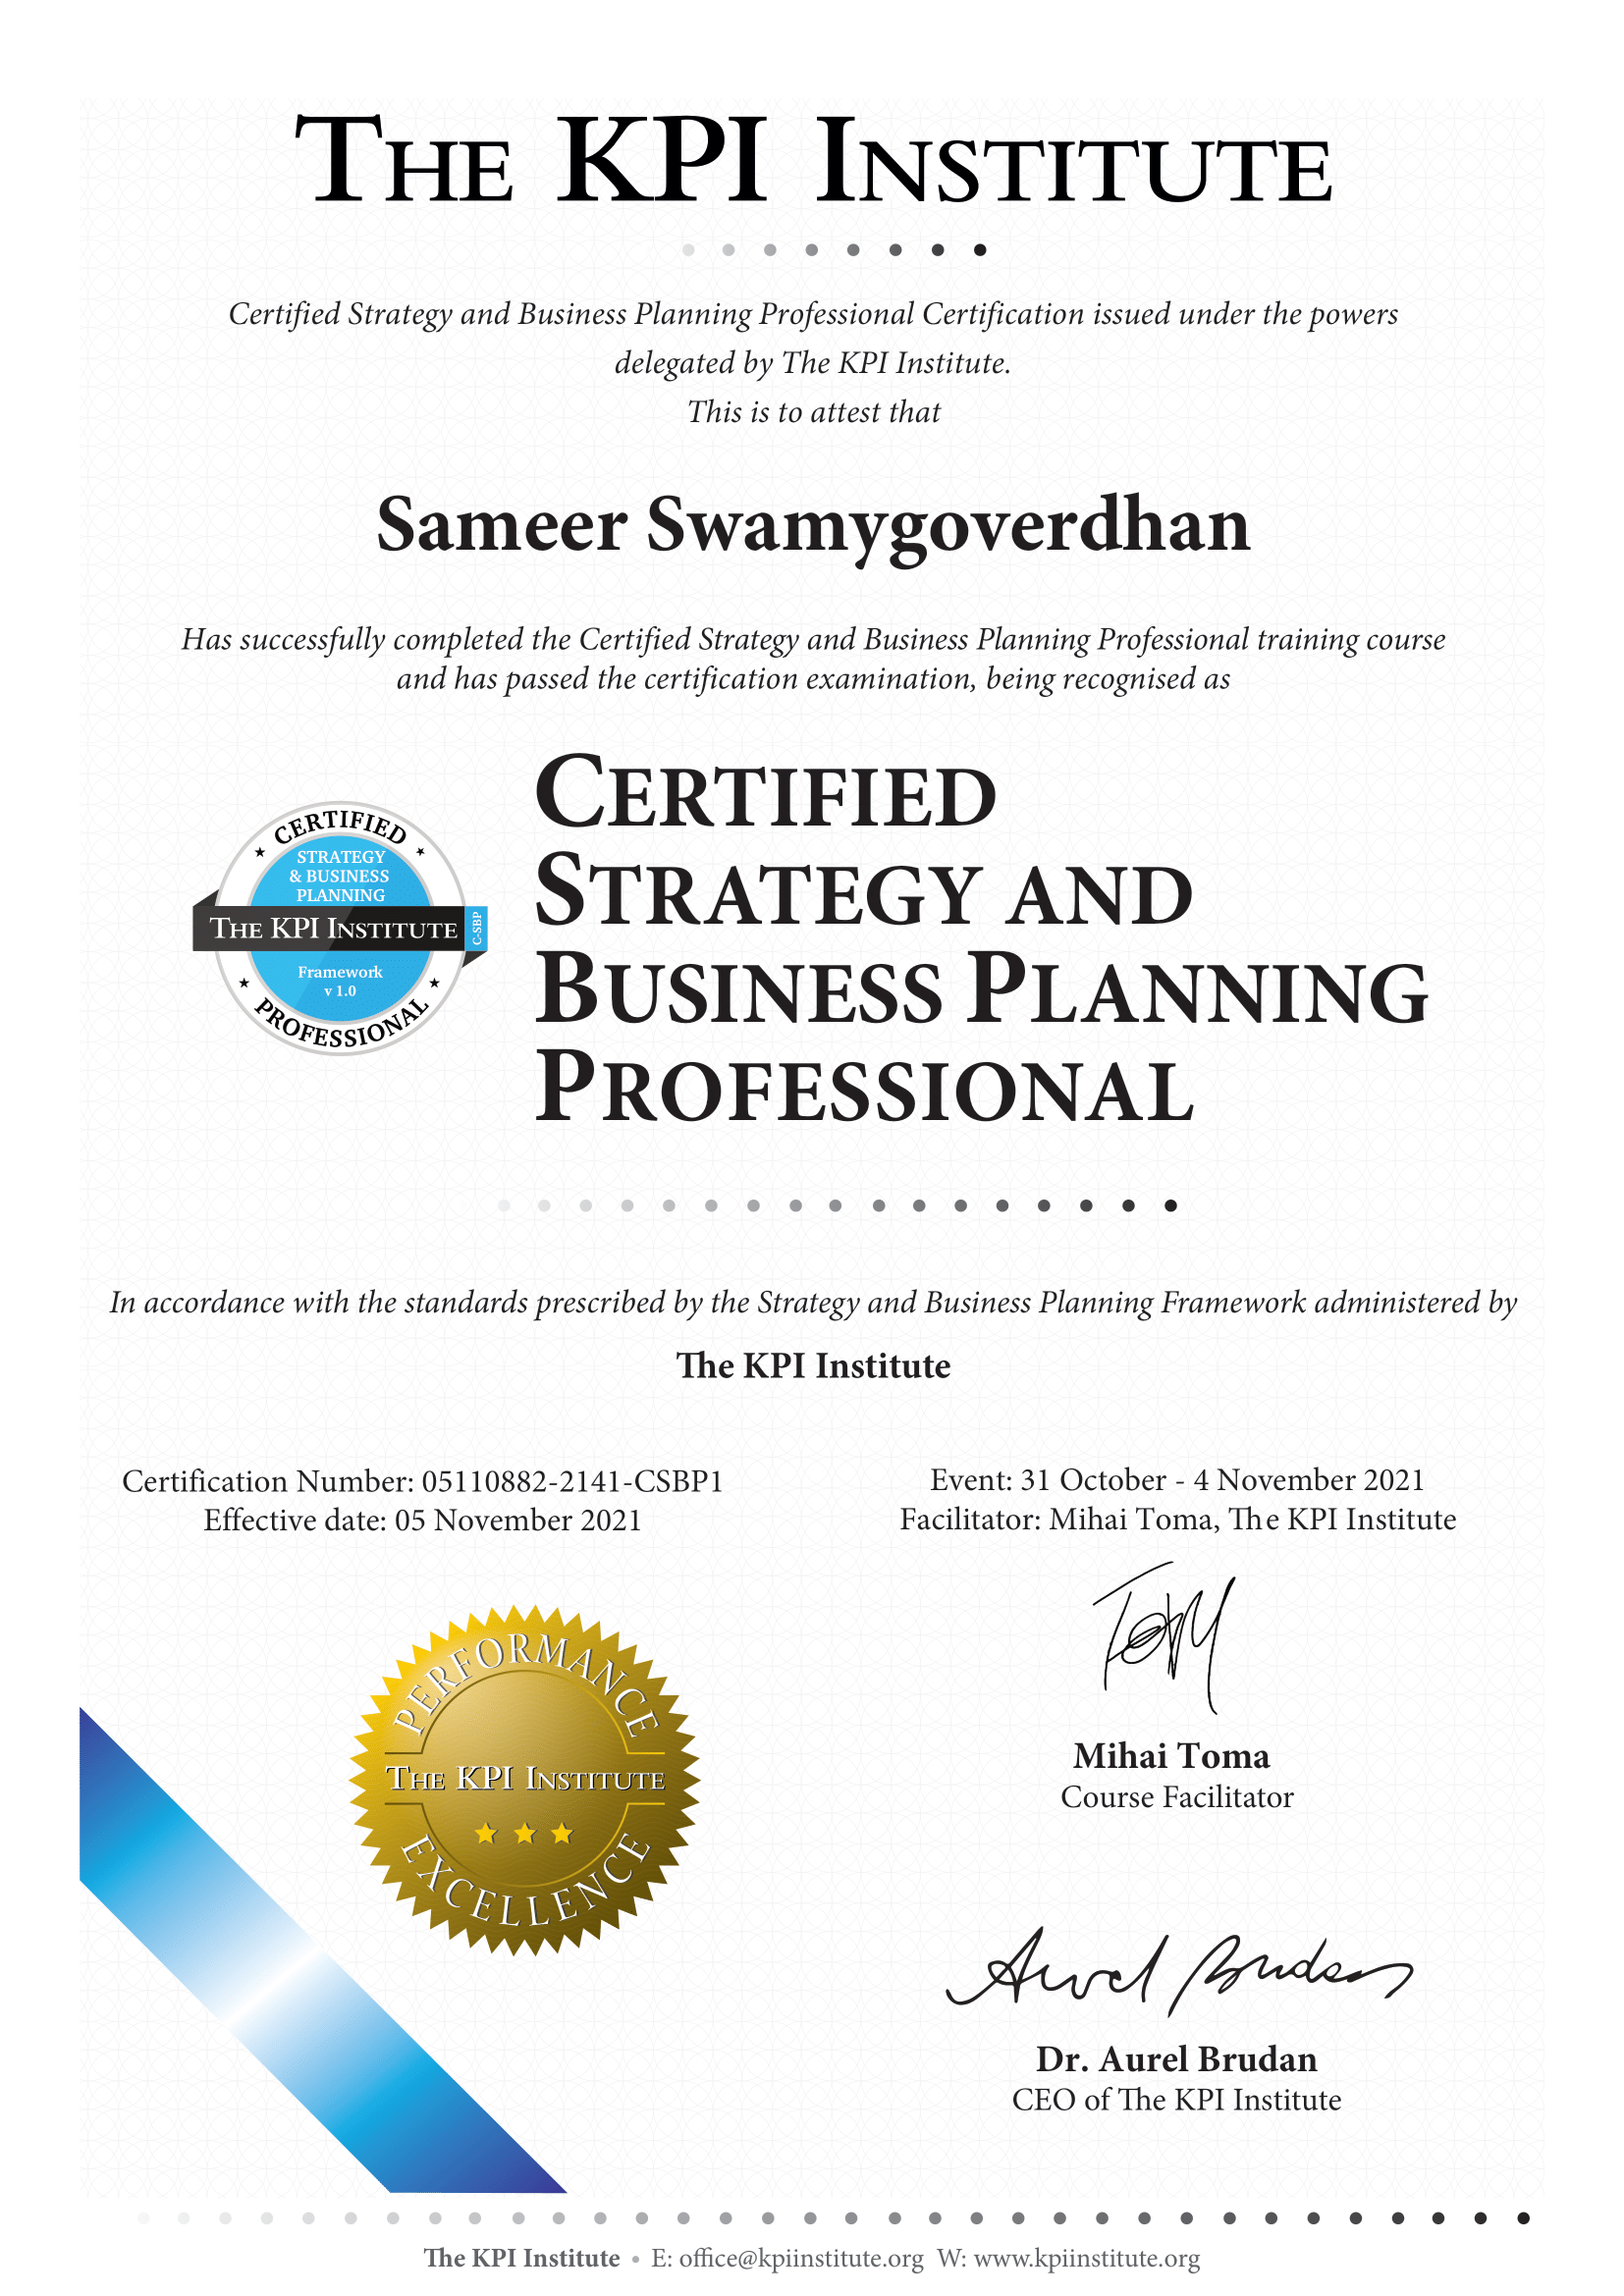 THE KPI INSTITUTE
Certified Strategy and Business Planning Professional Certification issued under the powers
delegated by The KPI Institute.
This is to attest that
Sameer Swamygoverdhan
Has successfully completed the Certified Strategy and Business Planning Professional training course
and has passed the certification examination, being recognised as
CERTIFIED
STRATEGY
& BUSINESS
PLANNING
THE KPI INSTITUTE
C-SBP
Framework
v 1.0
PROFESSIONAL
CERTIFIED
STRATEGY AND
BUSINESS PLANNING
PROFESSIONAL
In accordance with the standards prescribed by the Strategy and Business Planning Framework administered by
The KPI Institute
Certification Number: 05110882-2141-CSBP1
Effective date: 05 November 2021
Event: 31 October - 4 November 2021
Facilitator: Mihai Toma, The KPI Institute
PERFORMANCE
THE KPI INSTITUTE
EXCELLENCE
Mihai Toma
Course Facilitator
Aurel Brudan
Dr. Aurel Brudan
CEO of The KPI Institute
The KPI Institute • E: office@kpiinstitute.org W: www.kpiinstitute.org